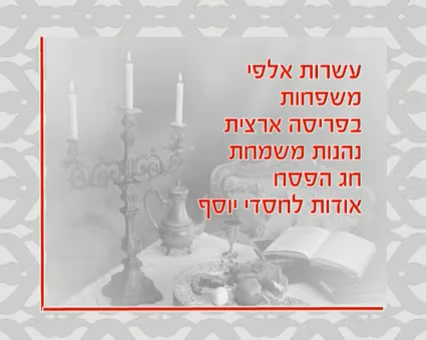 עשרות אלפי
משפחות
בפריסה ארצית
נהנות משמחת
חג הפסח
אודות לחסדי יוסף